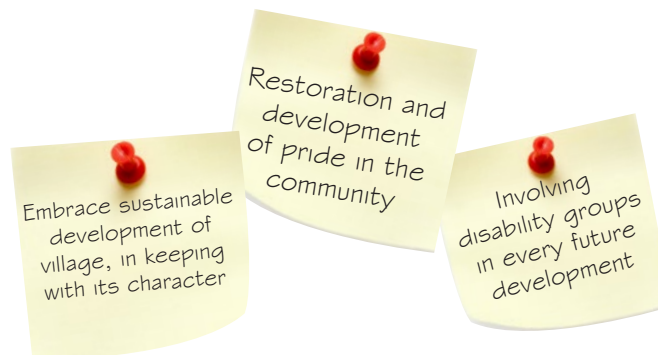 Embrace sustainable
development of
village, in keeping
with its character
Restoration and
development
of pride in the
community
Involving
disability groups
in every future
development